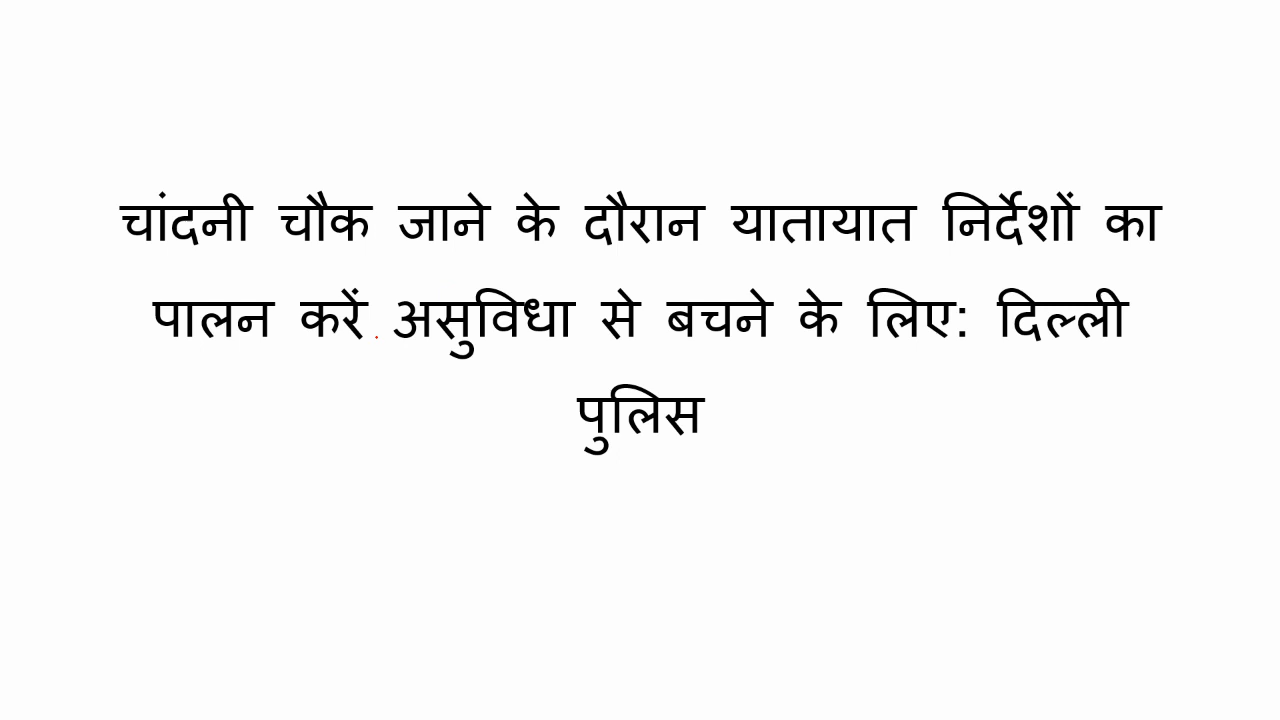 चांदनी चौक जाने के दौरान यातायात निर्देशों का
पालन करें असुविधा से बचने के लिए: दिल्ली
पुलिस